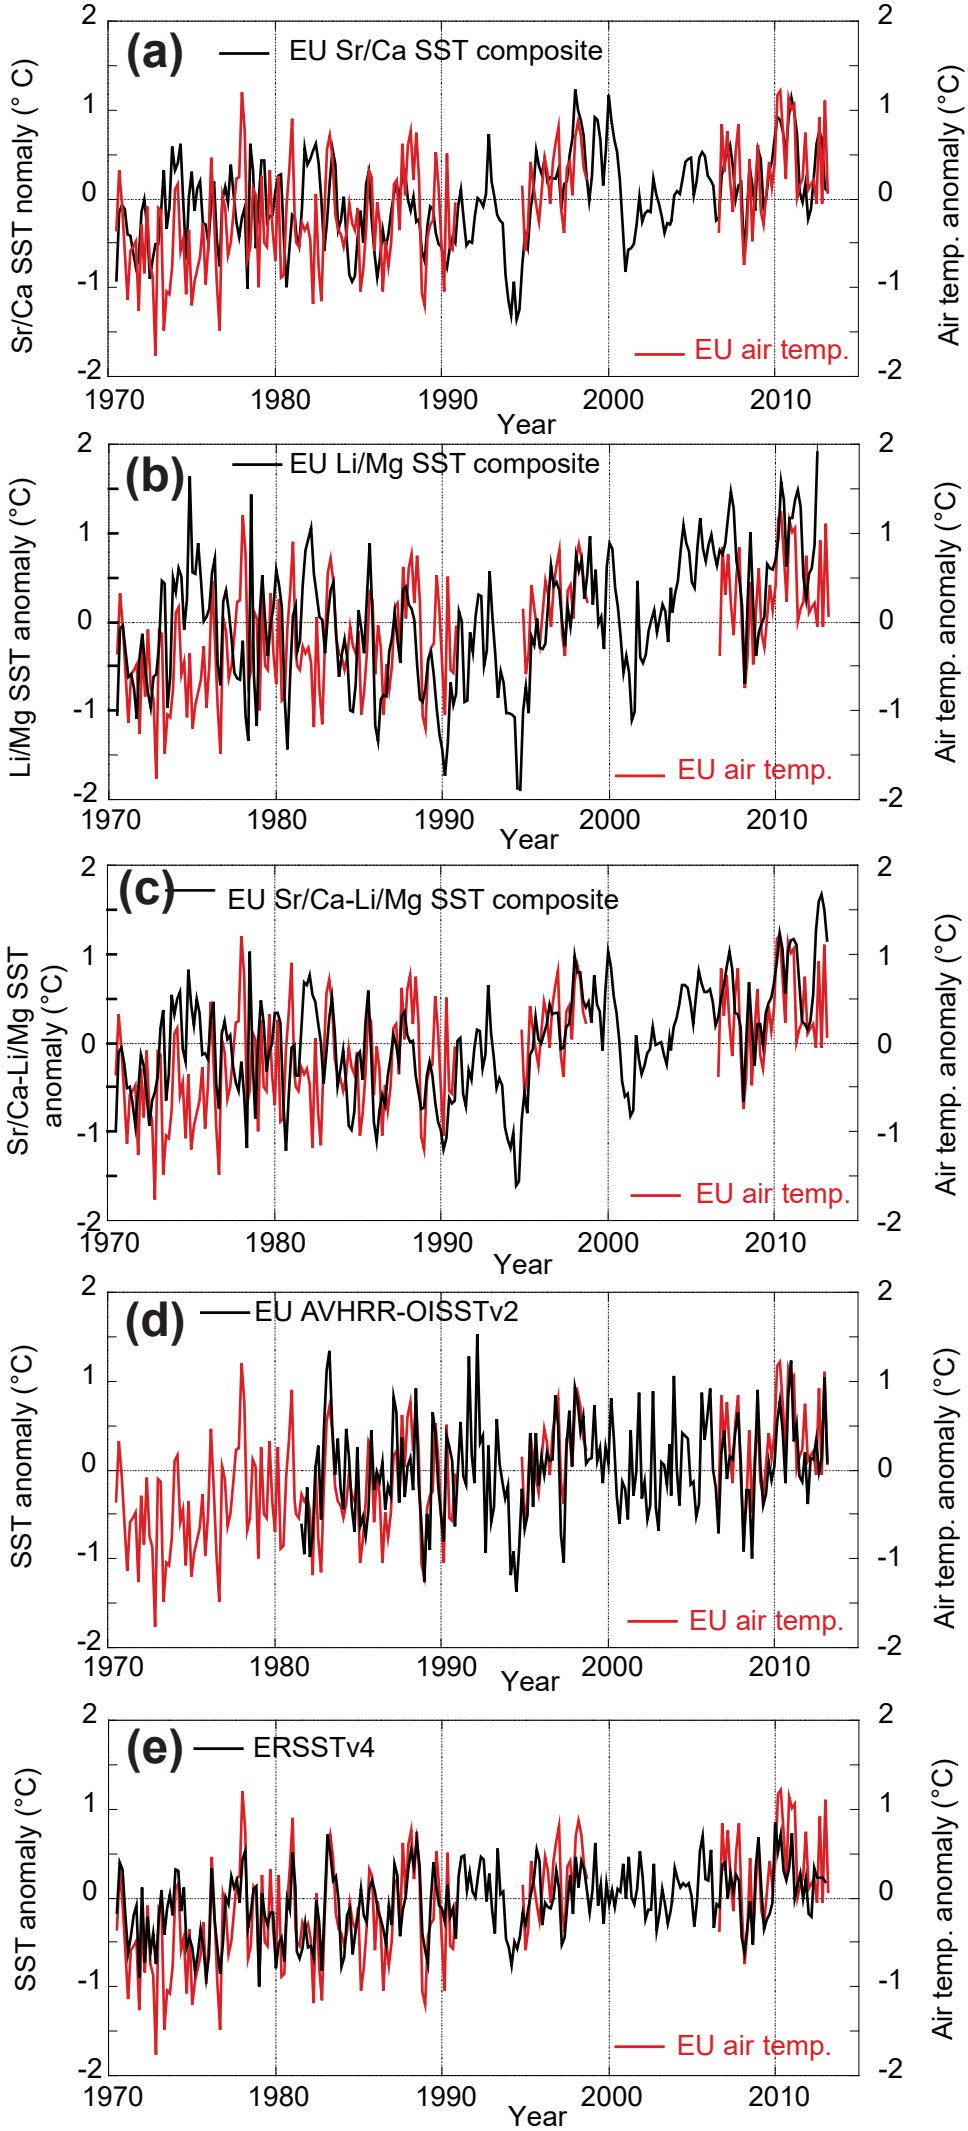 2
2
(a)
EU Sr/Ca SST composite
1
1
0
0
-1
-1
-2
-2
Sr/Ca SST nomaly (° C)
Air temp. anomaly (°C)
EU air temp.
1970
1980
1990
2000
2010
Year
2
2
(b)
EU Li/Mg SST composite
1
1
0
0
-1
-1
-2
-2
Li/Mg SST anomaly (°C)
Air temp. anomaly (°C)
EU air temp.
1970
1980
1990
2000
2010
Year
2
2
(c)
EU Sr/Ca-Li/Mg SST composite
1
1
0
0
-1
-1
-2
-2
Sr/Ca-Li/Mg SST
anomaly (°C)
Air temp. anomaly (°C)
EU air temp.
1970
1980
1990
2000
2010
Year
2
2
(d)
EU AVHRR-OISSTv2
1
1
0
0
-1
-1
-2
-2
SST anomaly (°C)
Air temp. anomaly (°C)
EU air temp.
1970
1980
1990
2000
2010
Year
2
2
(e)
ERSSTv4
1
1
0
0
-1
-1
-2
-2
SST anomaly (°C)
Air temp. anomaly (°C)
EU air temp.
1970
1980
1990
2000
2010
Year